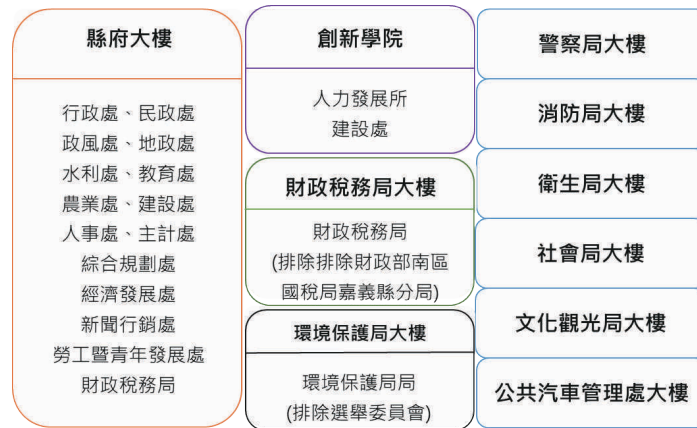 縣府大樓
行政處、民政處
政風處、地政處
水利處、教育處
農業處、建設處
人事處、主計處
綜合規劃處
經濟發展處
新聞行銷處
勞工暨青年發展處
財政稅務局
創新學院
人力發展所
建設處
財政稅務局大樓
財政稅務局
(排除排除財政部南區
國稅局嘉義縣分局)
環境保護局大樓
環境保護局局
(排除選舉委員會)
警察局大樓
消防局大樓
衛生局大樓
社會局大樓
文化觀光局大樓
公共汽車管理處大樓